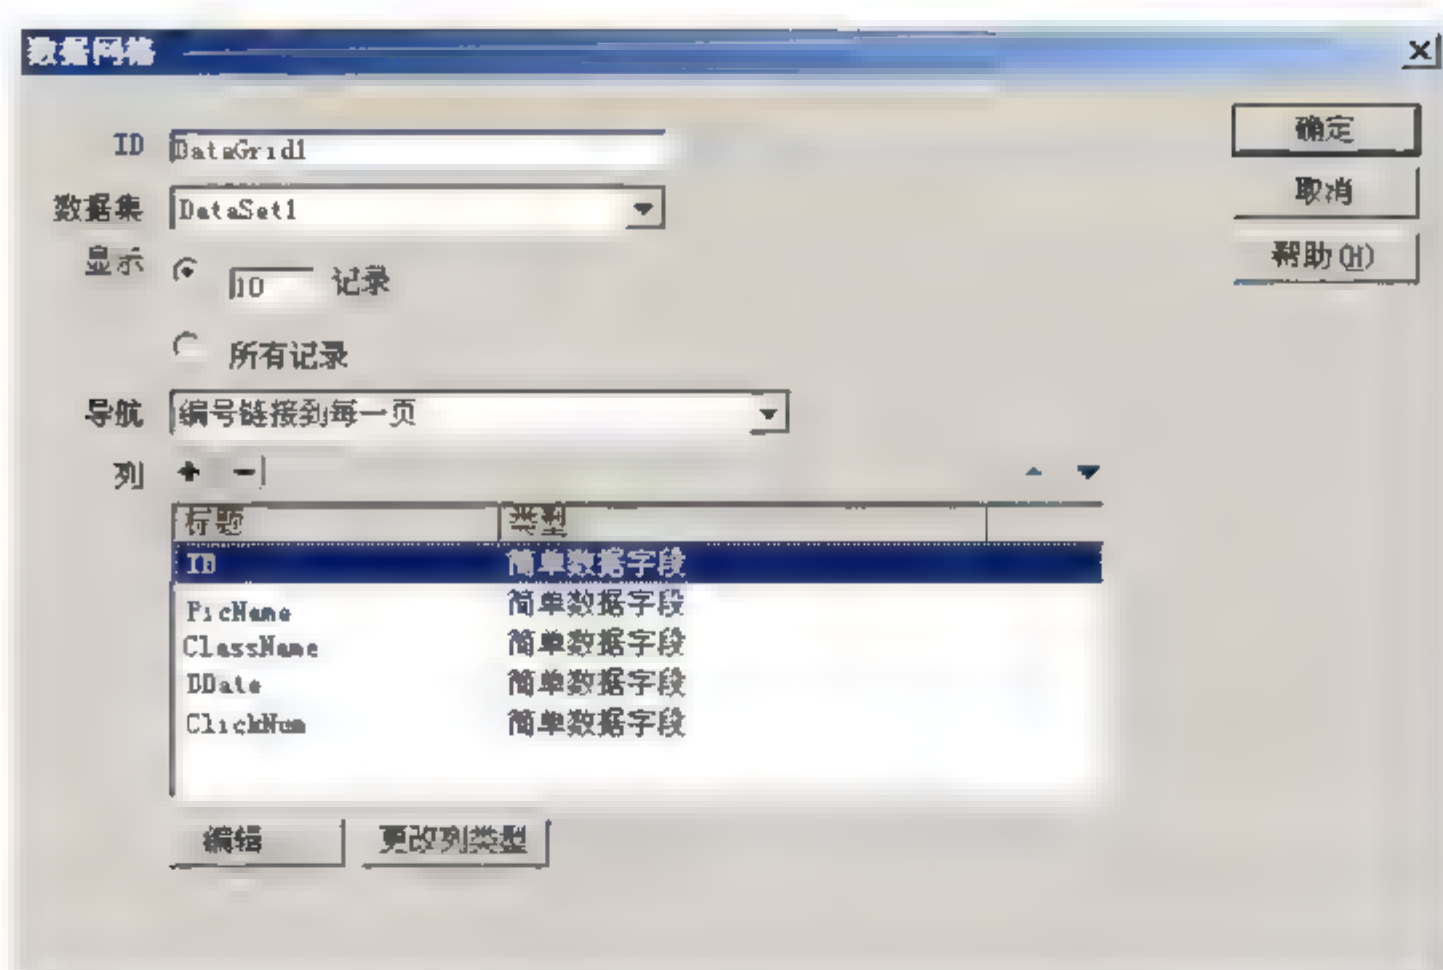 数据网格
ID DataGrid1
确定
数据集 DataSet1
取消
显示 10 记录
帮助(H)
所有记录
导航 编号链接到每一页
列
标题 类型
ID 简单数据字段
PicName 简单数据字段
ClassName 简单数据字段
DDate 简单数据字段
ClickNum 简单数据字段
编辑 更改列类型